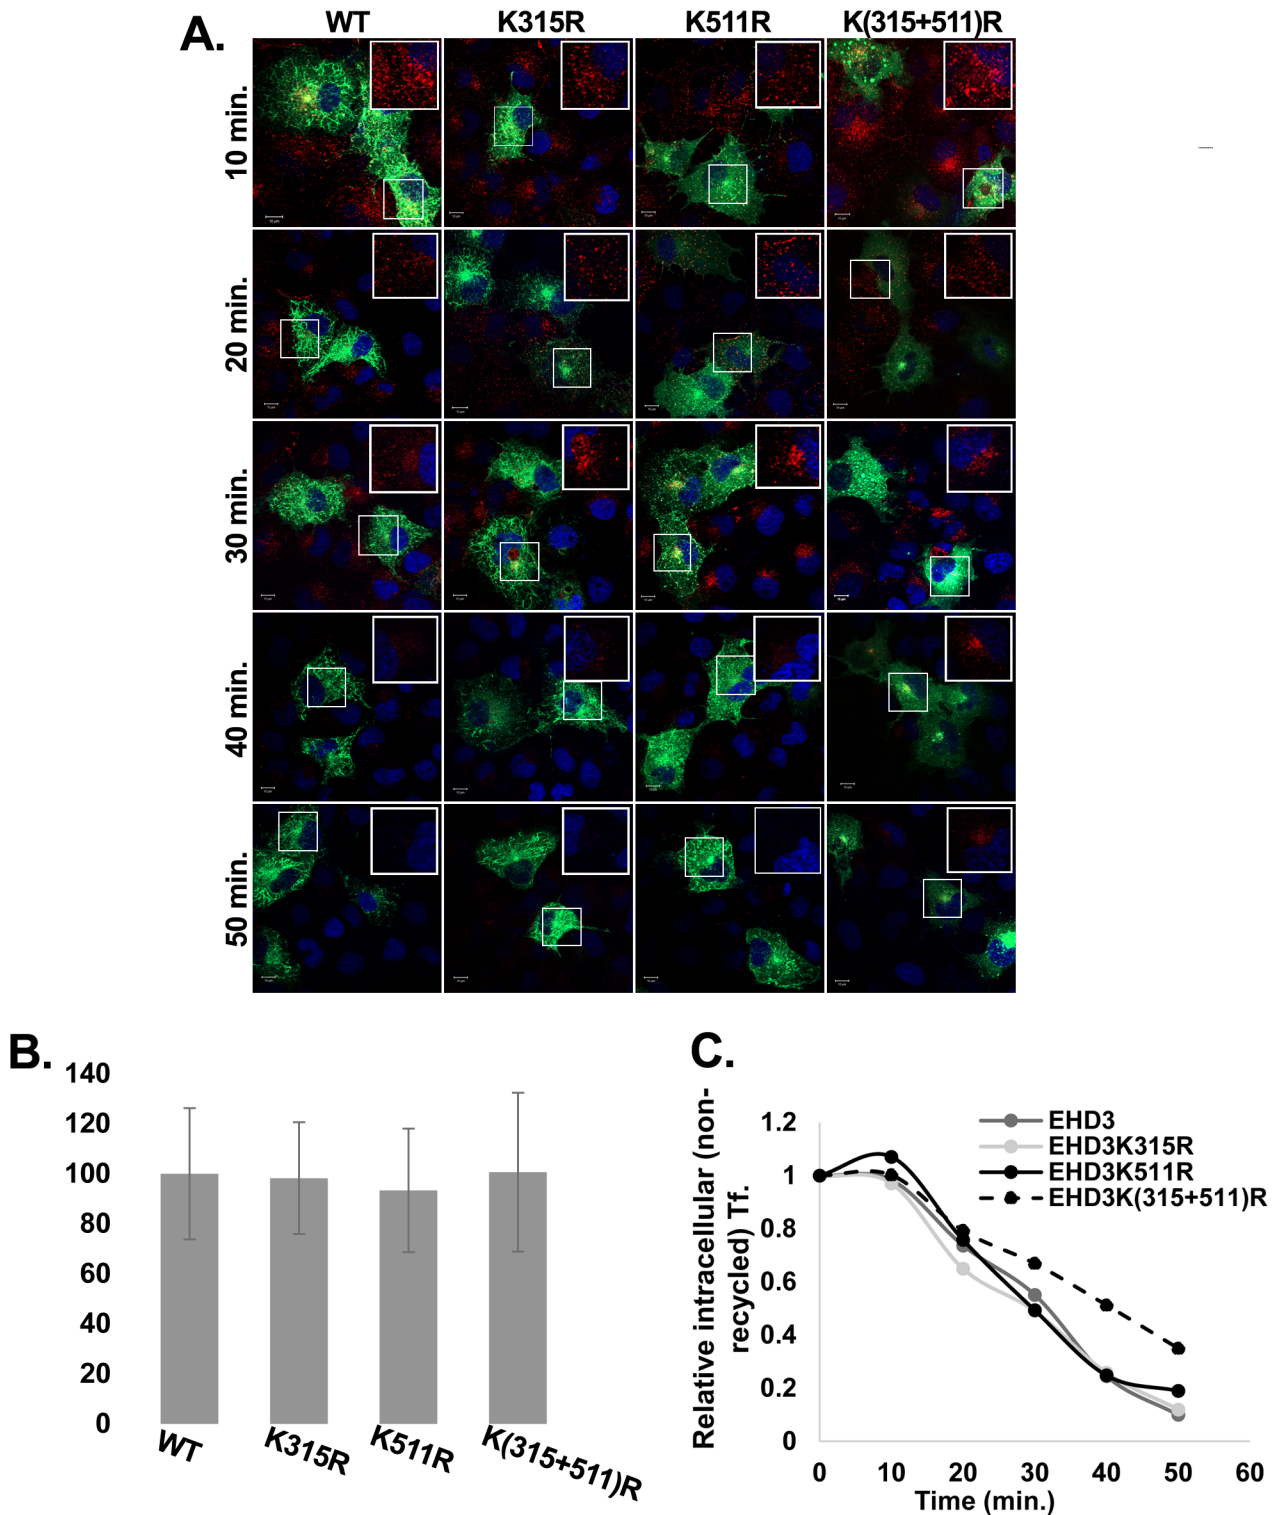 A.
WT K315R K511R K(315+511)R
10 min.
20 min.
30 min.
40 min.
50 min.
B.
140
120
100
80
60
40
20
0
WT K315R K511R K(315+511)R
C.
Relative intracellular (non-
recycled) Tf.
1.2
1
0.8
0.6
0.4
0.2
0
EHD3
EHD3K315R
EHD3K511R
EHD3K(315+511)R
0 10 20 30 40 50 60
Time (min.)